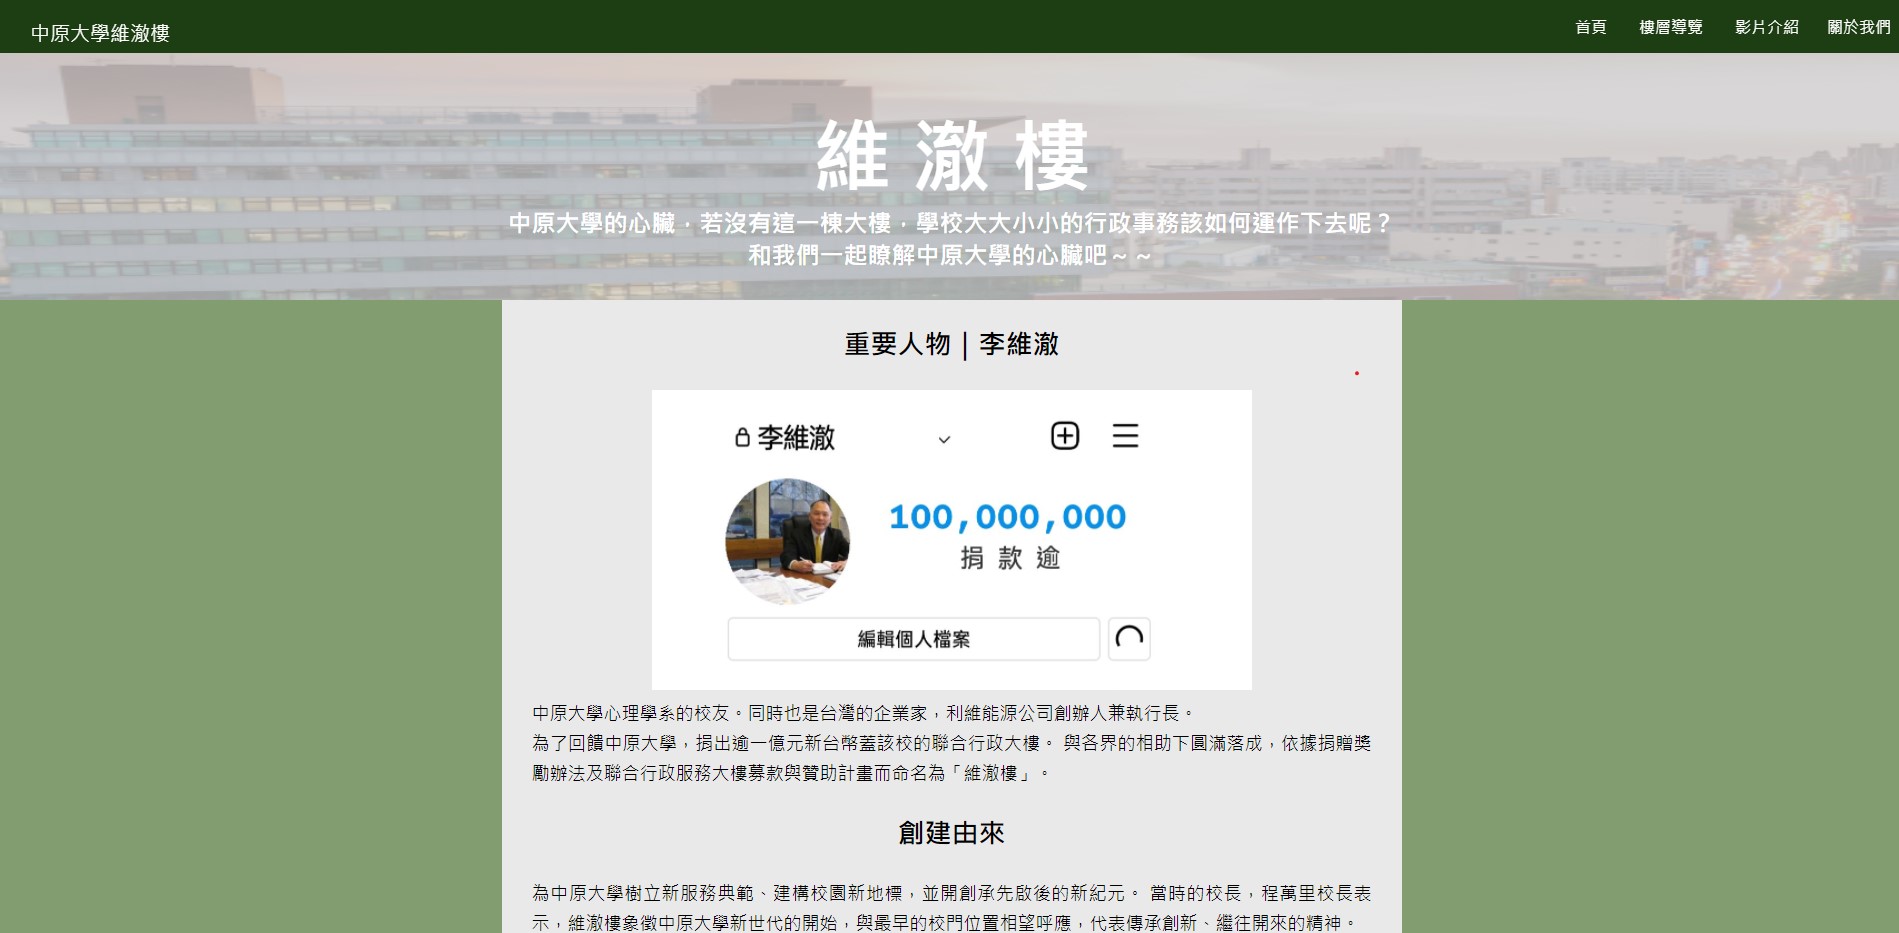 中原大學維澈樓
首頁 樓層導覽 影片介紹 關於我們
維澈樓
中原大學的心臟，若沒有這一棟大樓，學校大大小小的行政事務該如何運作下去呢？
和我們一起瞭解中原大學的心臟吧～～
重要人物｜李維澈
李維澈
100,000,000
捐款逾
編輯個人檔案
中原大學心理學系的校友。同時也是台灣的企業家，利維能源公司創辦人兼執行長。
為了回饋中原大學，捐出逾一億元新台幣蓋該校的聯合行政大樓。 與各界的相助下圓滿落成，依據捐贈獎
勵辦法及聯合行政服務大樓募款與贊助計畫而命名為「維澈樓」。
創建由來
為中原大學樹立新服務典範、建構校園新地標，並開創承先啟後的新紀元。 當時的校長，程萬里校長表
示，維澈樓象徵中原大學新世代的開始，與最早的校門位置相望呼應，代表傳承創新、繼往開來的精神。